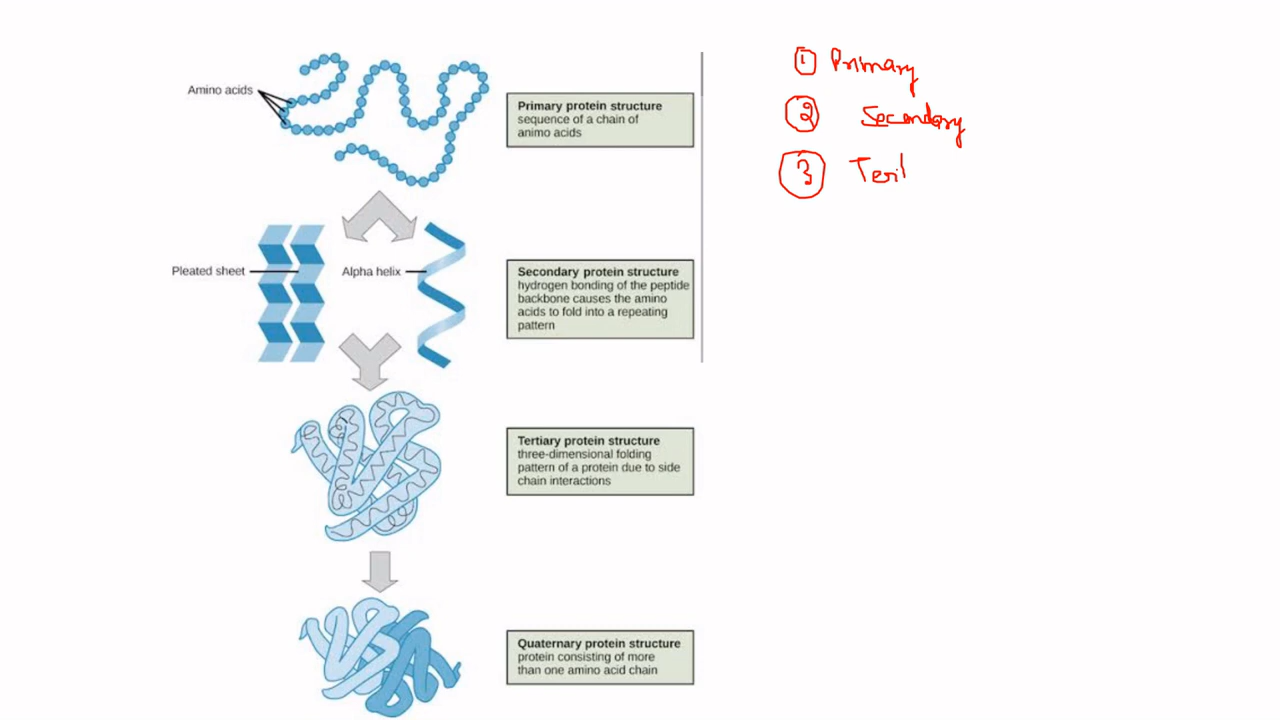 Amino acids
Primary protein structure
sequence of a chain of
animo acids
Pleated sheet
Alpha helix
Secondary protein structure
hydrogen bonding of the peptide
backbone causes the amino
acids to fold into a repeating
pattern
Tertiary protein structure
three-dimensional folding
pattern of a protein due to side
chain interactions
Quaternary protein structure
protein consisting of more
than one amino acid chain
1 Primary
2 Secondary
3